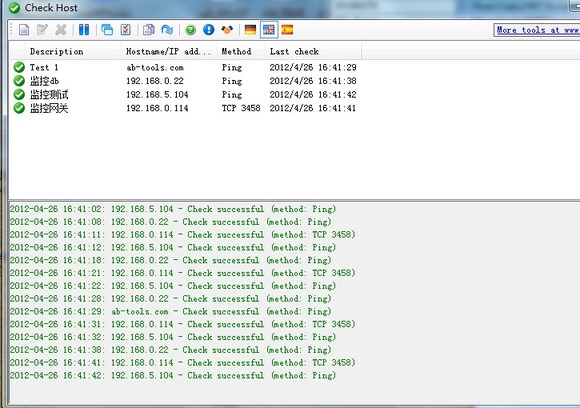 Check Host
More tools at www
Description Hostname/IP add... Method Last check
Test 1 ab-tools.com Ping 2012/4/26 16:41:29
监控db 192.168.0.22 Ping 2012/4/26 16:41:38
监控测试 192.168.5.104 Ping 2012/4/26 16:41:42
监控网关 192.168.0.114 TCP 3458 2012/4/26 16:41:41
2012-04-26 16:41:02: 192.168.5.104 - Check successful (method: Ping)
2012-04-26 16:41:08: 192.168.0.22 - Check successful (method: Ping)
2012-04-26 16:41:11: 192.168.0.114 - Check successful (method: TCP 3458)
2012-04-26 16:41:12: 192.168.5.104 - Check successful (method: Ping)
2012-04-26 16:41:18: 192.168.0.22 - Check successful (method: Ping)
2012-04-26 16:41:21: 192.168.0.114 - Check successful (method: TCP 3458)
2012-04-26 16:41:22: 192.168.5.104 - Check successful (method: Ping)
2012-04-26 16:41:28: 192.168.0.22 - Check successful (method: Ping)
2012-04-26 16:41:29: ab-tools.com - Check successful (method: Ping)
2012-04-26 16:41:31: 192.168.0.114 - Check successful (method: TCP 3458)
2012-04-26 16:41:32: 192.168.5.104 - Check successful (method: Ping)
2012-04-26 16:41:38: 192.168.0.22 - Check successful (method: Ping)
2012-04-26 16:41:41: 192.168.0.114 - Check successful (method: TCP 3458)
2012-04-26 16:41:42: 192.168.5.104 - Check successful (method: Ping)